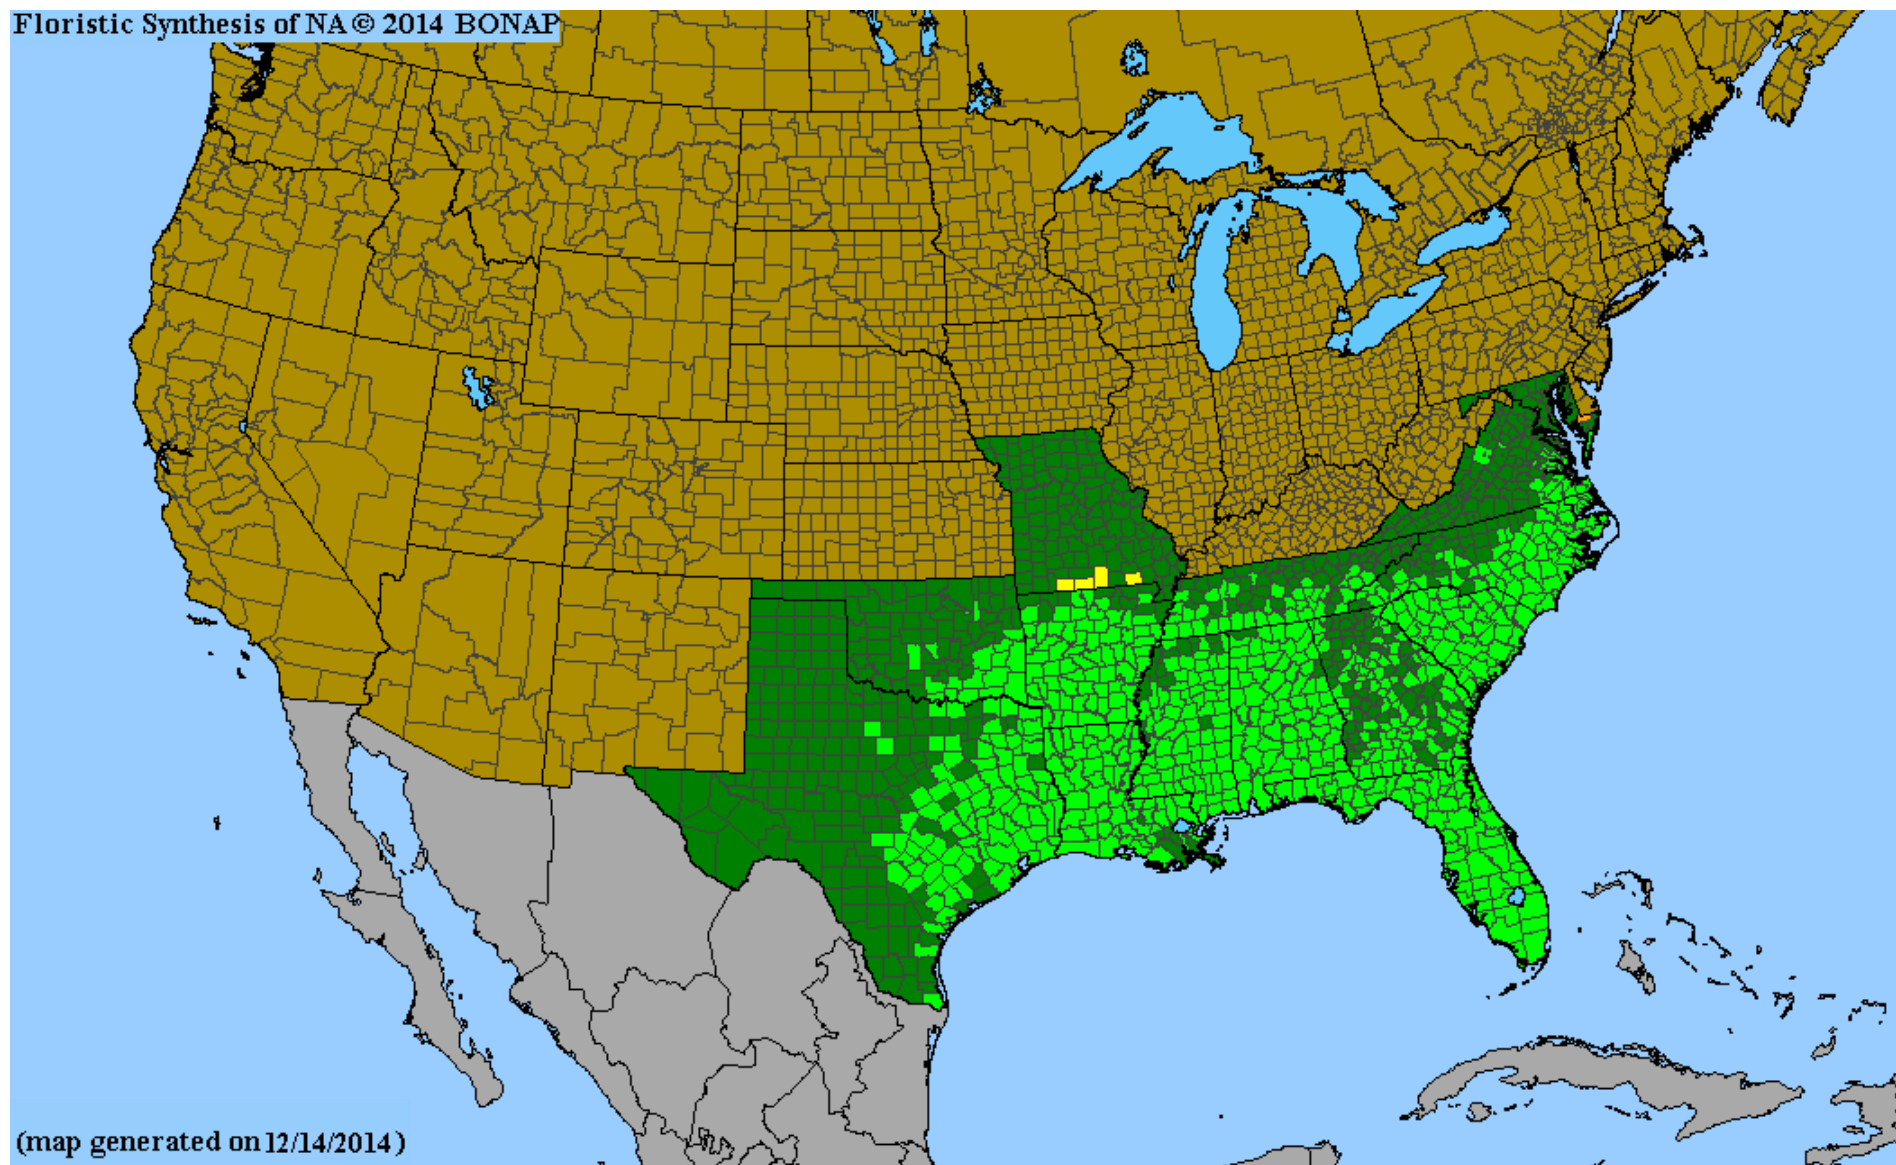 Floristic Synthesis of NA © 2014 BONAP
(map generated on 12/14/2014)